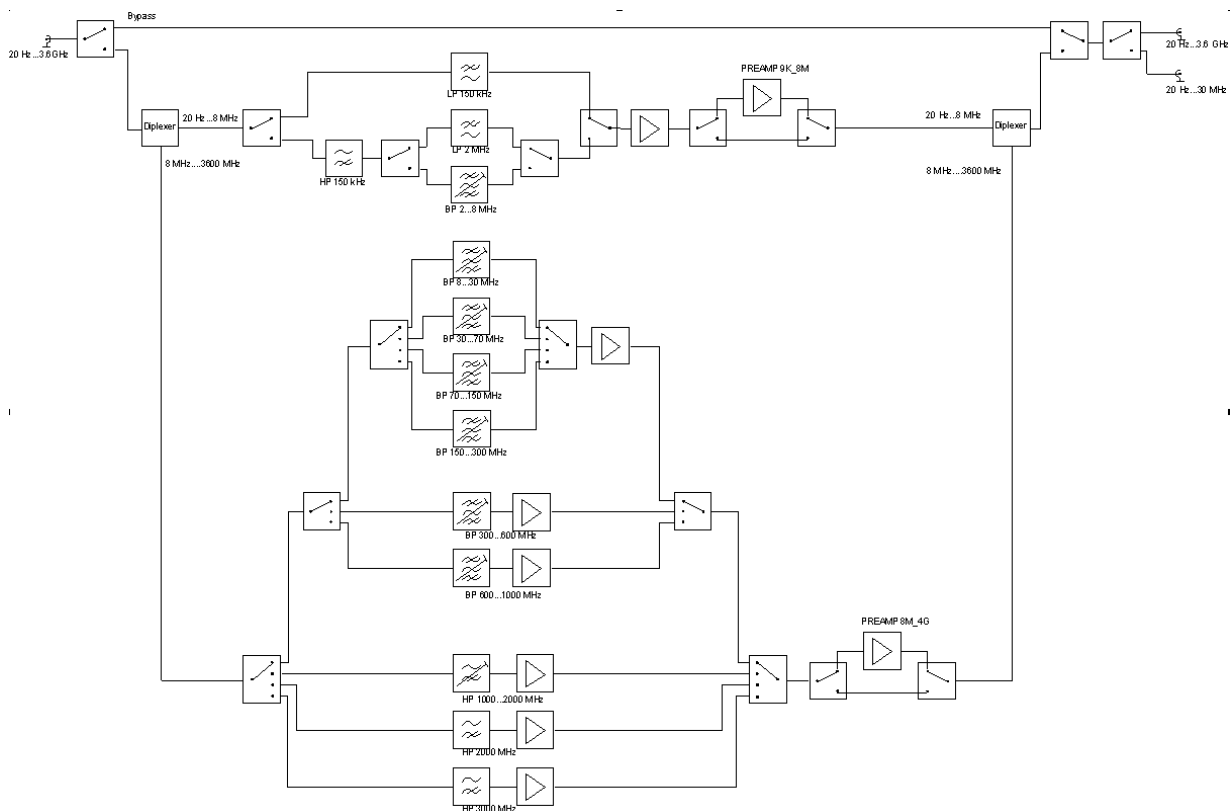 Bypass
20 Hz...3.6 GHz
20 Hz...3.6 GHz
20 Hz...30 MHz
PREAMP 9K_8M
LP 150 kHz
Diplexer
20 Hz...8 MHz
20 Hz...8 MHz
Diplexer
LP 2 MHz
8 MHz....3600 MHz
HP 150 kHz
8 MHz....3600 MHz
BP 2...8 MHz
BP 8...30 MHz
BP 30...70 MHz
BP 70...150 MHz
BP 150...300 MHz
BP 300...600 MHz
BP 600...1000 MHz
PREAMP 8M_4G
HP 1000...2000 MHz
HP 2000 MHz
HP 3000 MHz